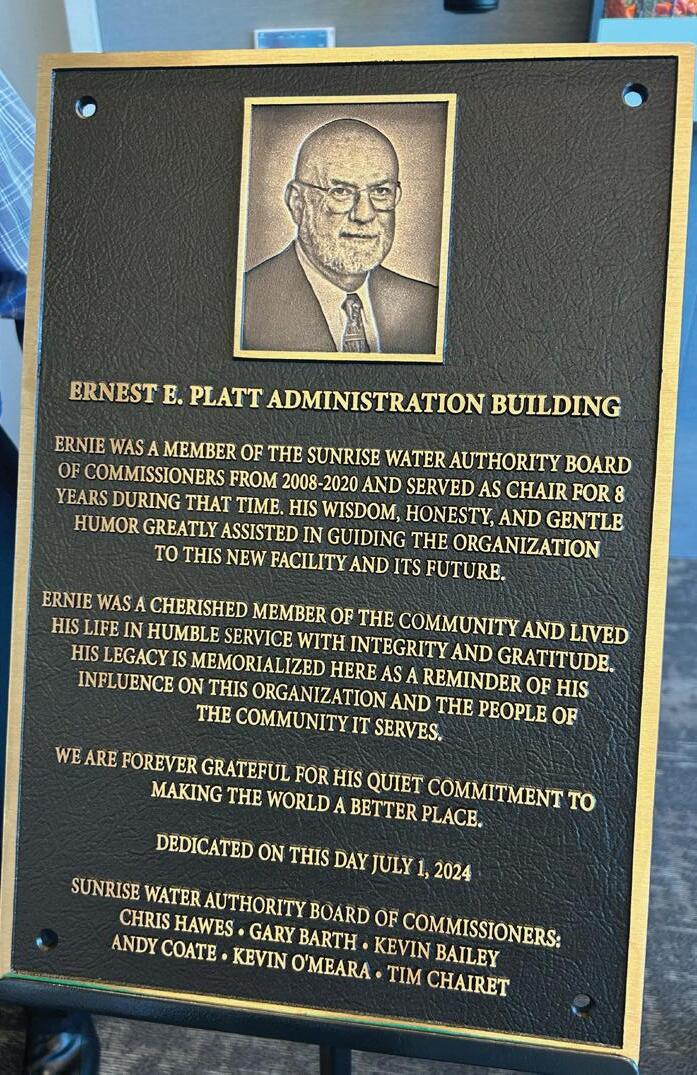 ERNEST E. PLATT ADMINISTRATION BUILDING
ERNIE WAS A MEMBER OF THE SUNRISE WATER AUTHORITY BOARD
OF COMMISSIONERS FROM 2008-2020 AND SERVED AS CHAIR FOR 8
YEARS DURING THAT TIME. HIS WISDOM, HONESTY, AND GENTLE
HUMOR GREATLY ASSISTED IN GUIDING THE ORGANIZATION
TO THIS NEW FACILITY AND ITS FUTURE.
ERNIE WAS A CHERISHED MEMBER OF THE COMMUNITY AND LIVED
HIS LIFE IN HUMBLE SERVICE WITH INTEGRITY AND GRATITUDE.
HIS LEGACY IS MEMORIALIZED HERE AS A REMINDER OF HIS
INFLUENCE ON THIS ORGANIZATION AND THE PEOPLE OF
THE COMMUNITY IT SERVES.
WE ARE FOREVER GRATEFUL FOR HIS QUIET COMMITMENT TO
MAKING THE WORLD A BETTER PLACE.
DEDICATED ON THIS DAY JULY 1, 2024
SUNRISE WATER AUTHORITY BOARD OF COMMISSIONERS:
CHRIS HAWES • GARY BARTH • KEVIN BAILEY
ANDY COATE • KEVIN O'MEARA • TIM CHAIRET